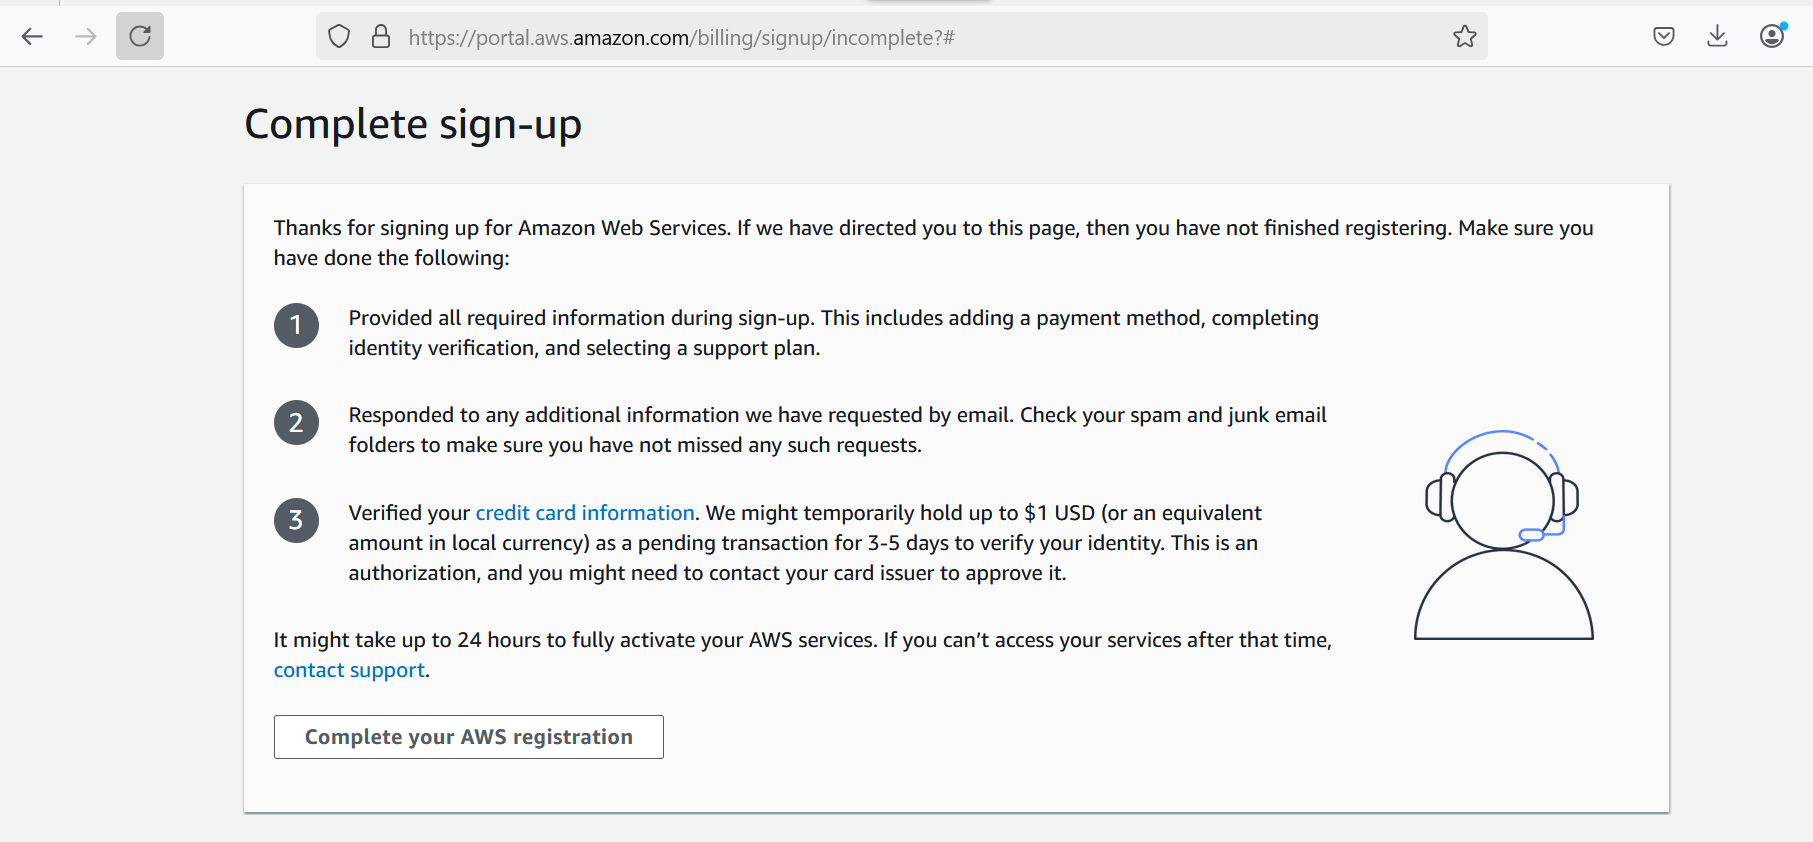 https://portal.aws.amazon.com/billing/signup/incomplete?#
Complete sign-up
Thanks for signing up for Amazon Web Services. If we have directed you to this page, then you have not finished registering. Make sure you
have done the following:
1
Provided all required information during sign-up. This includes adding a payment method, completing
identity verification, and selecting a support plan.
2
Responded to any additional information we have requested by email. Check your spam and junk email
folders to make sure you have not missed any such requests.
3
Verified your credit card information. We might temporarily hold up to $1 USD (or an equivalent
amount in local currency) as a pending transaction for 3-5 days to verify your identity. This is an
authorization, and you might need to contact your card issuer to approve it.
It might take up to 24 hours to fully activate your AWS services. If you can’t access your services after that time,
contact support.
Complete your AWS registration